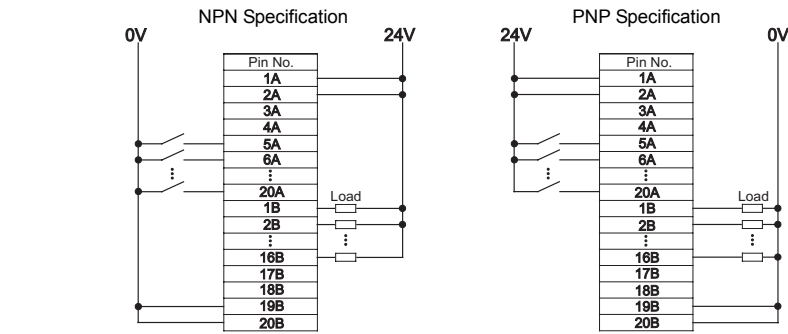 NPN Specification
0V
24V
Pin No.
1A
2A
3A
4A
5A
6A
20A
Load
1B
2B
16B
17B
18B
19B
20B
PNP Specification
24V
0V
Pin No.
1A
2A
3A
4A
5A
6A
20A
Load
1B
2B
16B
17B
18B
19B
20B